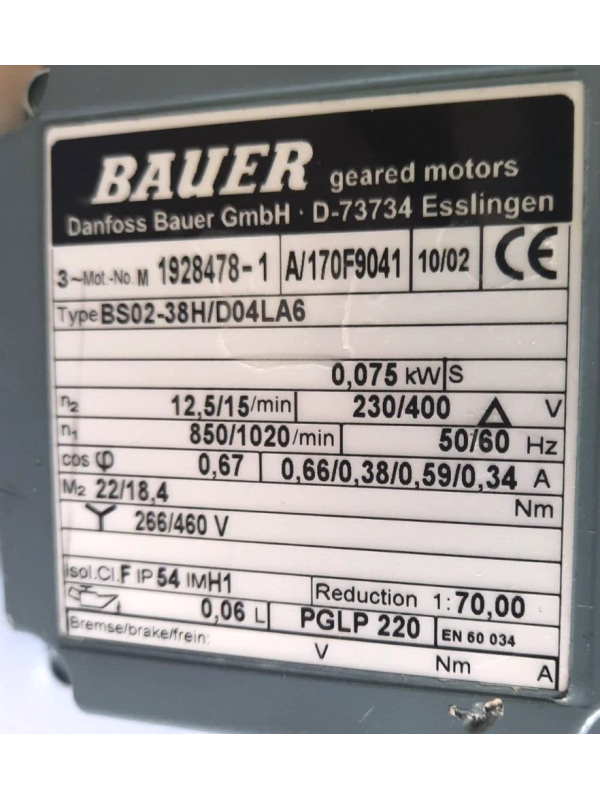 BAUER geared motors
Danfoss Bauer GmbH · D-73734 Esslingen
3~Mot.-No. M 1928478-1 A/170F9041 10/02 CE
Type BS02-38H/D04LA6
0,075 kW S
n2 12,5/15/min 230/400 Δ V
n1 850/1020/min 50/60 Hz
cos φ 0,67 0,66/0,38/0,59/0,34 A
M2 22/18,4 Nm
Y 266/460 V
isol.Cl.F IP 54 IMH1 Reduction 1:70,00
0,06 L PGLP 220 EN 60 034
Bremse/brake/frein: V Nm A